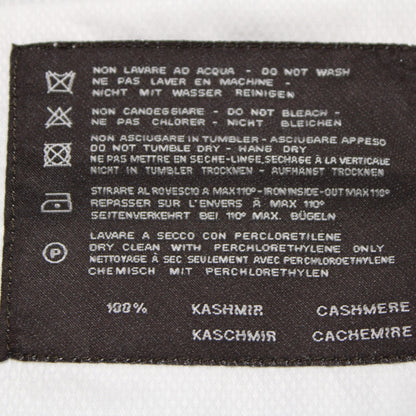 NON LAVARE AD ACQUA - DO NOT WASH
NE PAS LAVER EN MACHINE -
NICHT MIT WASSER REINIGEN
NON CANDEGGIARE - DO NOT BLEACH -
NE PAS CHLORER - NICHT BLEICHEN
NON ASCIUGARE IN TUMBLER - ASCIUGARE APPESO
DO NOT TUMBLE DRY - HANG DRY
NE PAS METTRE EN SECHE-LINGE, SECHAGE À LA VERTICALE
NICHT IM TUMBLER TROCKNEN - AUFHÄNGT TROCKNEN
STIRARE AL ROVESCIO A MAX 110° - IRON INSIDE-OUT MAX 110°
REPASSER SUR L'ENVERS À MAX 110°
SEITENVERKEHRT BEI 110° MAX. BÜGELN
P LAVARE A SECCO CON PERCLORETILENE
DRY CLEAN WITH PERCHLORETHYLENE ONLY
NETTOYAGE A SEC SEULEMENT AVEC PERCHLOROETHYLENE
CHEMISCH MIT PERCHLORETHYLEN
100% KASHMIR CASHMERE
KASCHMIR CACHEMIRE